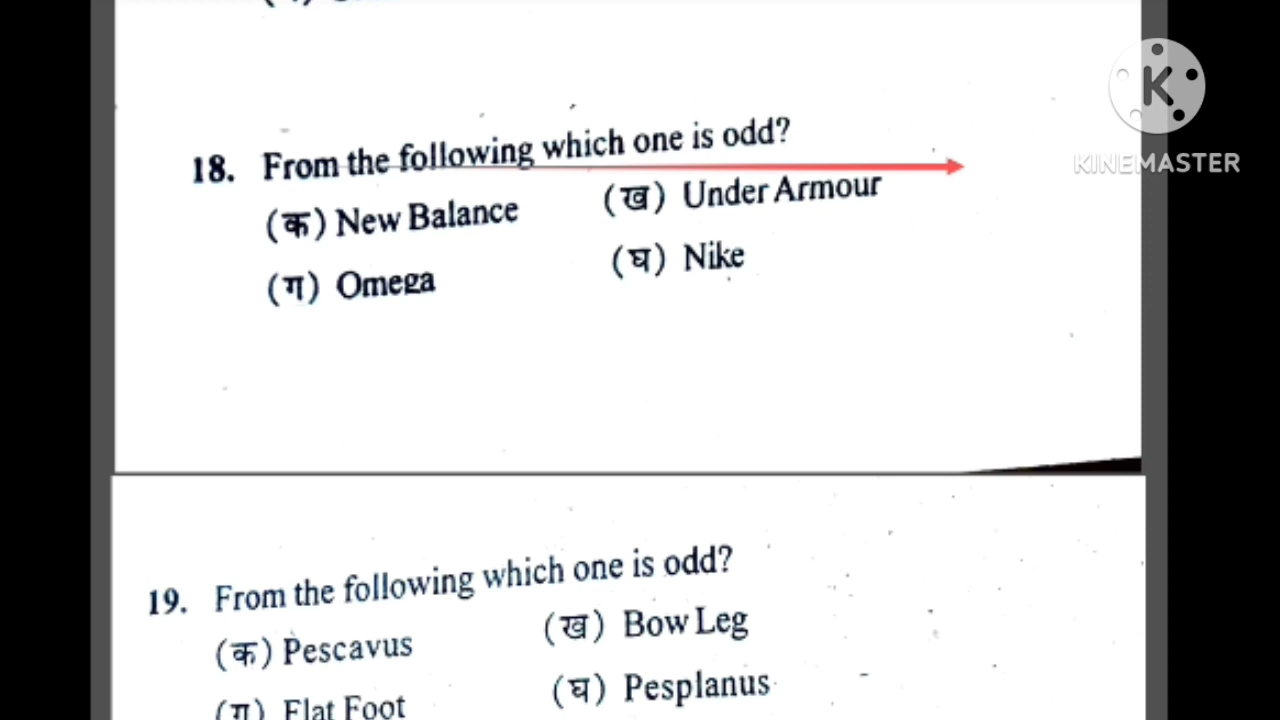 18. From the following which one is odd?
(क) New Balance (ख) Under Armour
(ग) Omega (घ) Nike
K
KINEMASTER
19. From the following which one is odd?
(क) Pescavus (ख) Bow Leg
(ग) Flat Foot (घ) Pesplanus